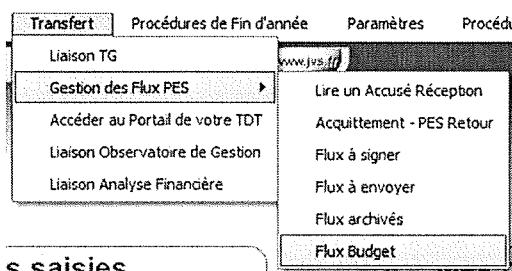 Transfert Procédures de Fin d'année Paramètres Procédu
Liaison TG
www.jvs.fr
Gestion des Flux PES
Accéder au Portail de votre TDT
Liaison Observatoire de Gestion
Liaison Analyse Financière
Lire un Accusé Réception
Acquittement - PES Retour
Flux á signer
Flux à envoyer
Flux archivés
Flux Budget
s saisies